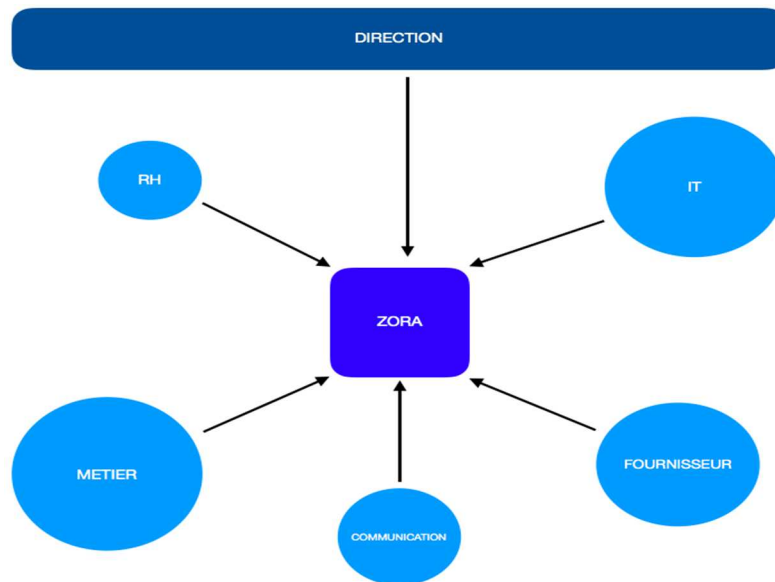 DIRECTION
RH
IT
ZORA
METIER
FOURNISSEUR
COMMUNICATION